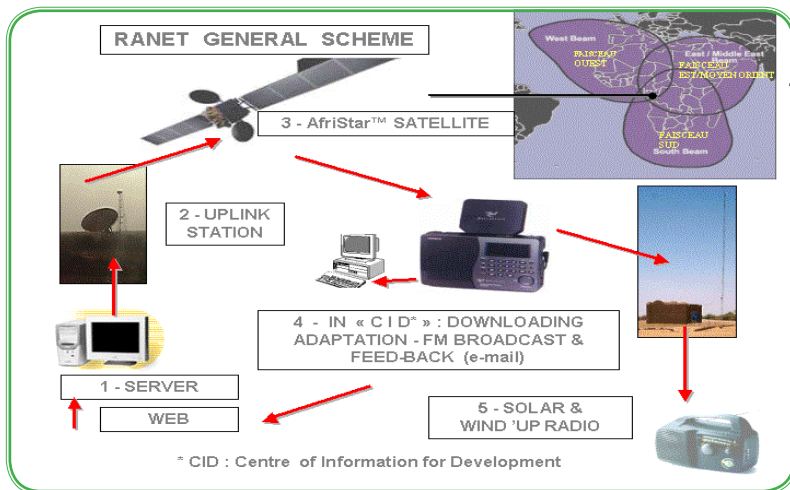 RANET GENERAL SCHEME
West Beam
FAISCEAU
OUEST
East / Middle East
Beam
FAISCEAU
EST/MOYEN ORIENT
FAISCEAU
SUD
South Beam
3 - AfriStar™ SATELLITE
2 - UPLINK
STATION
4 - IN « C I D* » : DOWNLOADING
ADAPTATION - FM BROADCAST &
FEED-BACK (e-mail)
1 - SERVER
WEB
5 - SOLAR &
WIND 'UP RADIO
* CID : Centre of Information for Development